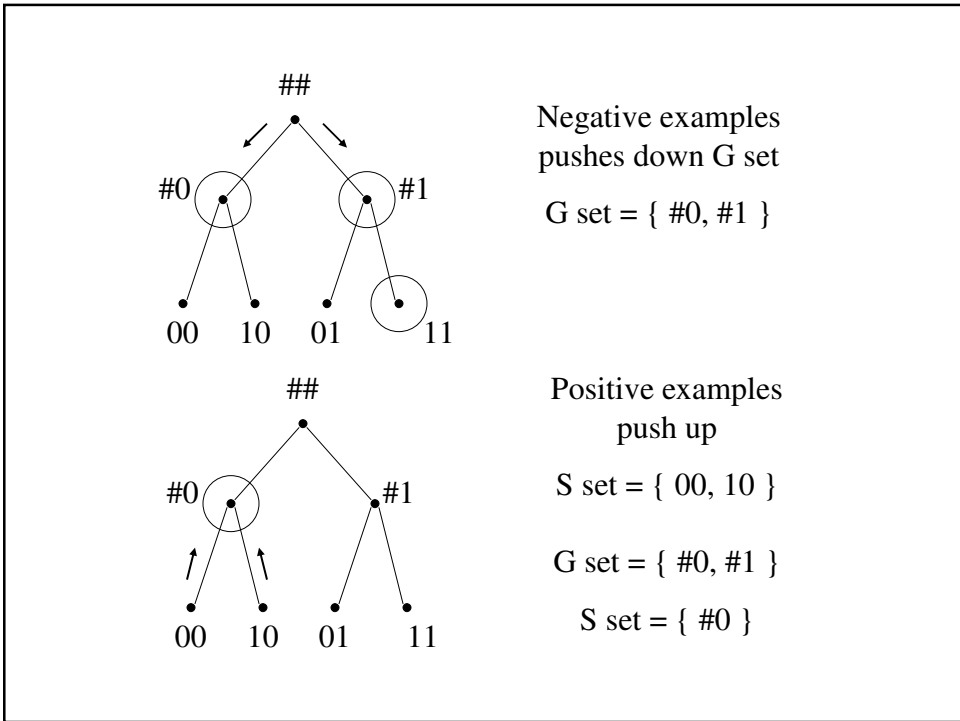 ##
#0
#1
00
10
01
11
Negative examples
pushes down G set
G set = { #0, #1 }
##
#0
#1
00
10
01
11
Positive examples
push up
S set = { 00, 10 }
G set = { #0, #1 }
S set = { #0 }